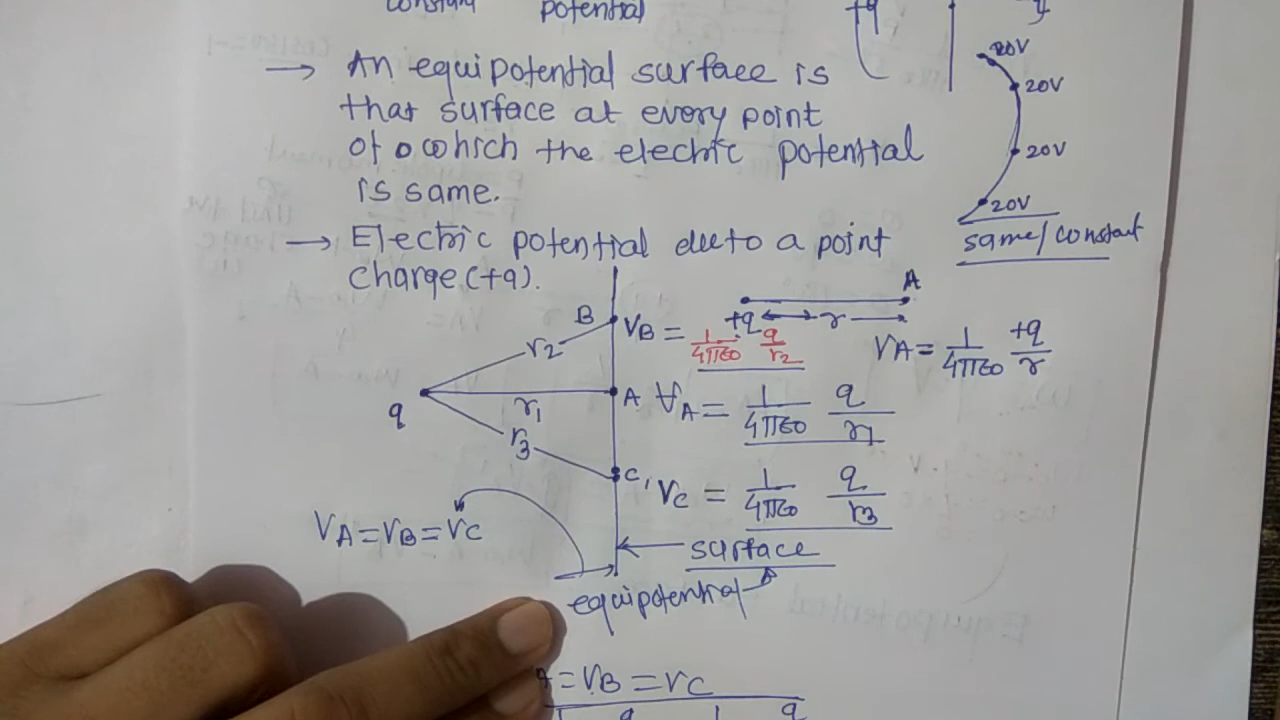 constant potential
+q
→ An equipotential surface is
that surface at every point
of which the electric potential
is same.
20V
20V
20V
20V
same/constant
→ Electric potential due to a point
charge (+q).
A
+q r
VA = 1/4πε0 +q/r
B VB = 1/4πε0 q/r2
r2
q
r1
A VA = 1/4πε0 q/r1
r3
C, VC = 1/4πε0 q/r3
VA = VB = VC
surface
equipotential
= VB = VC